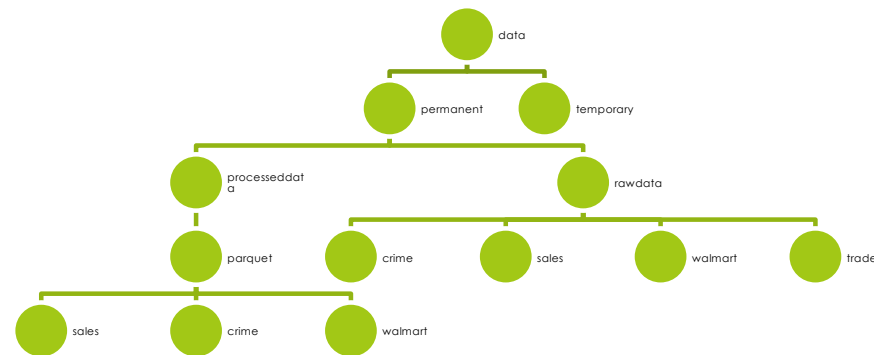 data
permanent
temporary
processeddat
a
rawdata
parquet
crime
sales
walmart
trade
sales
crime
walmart